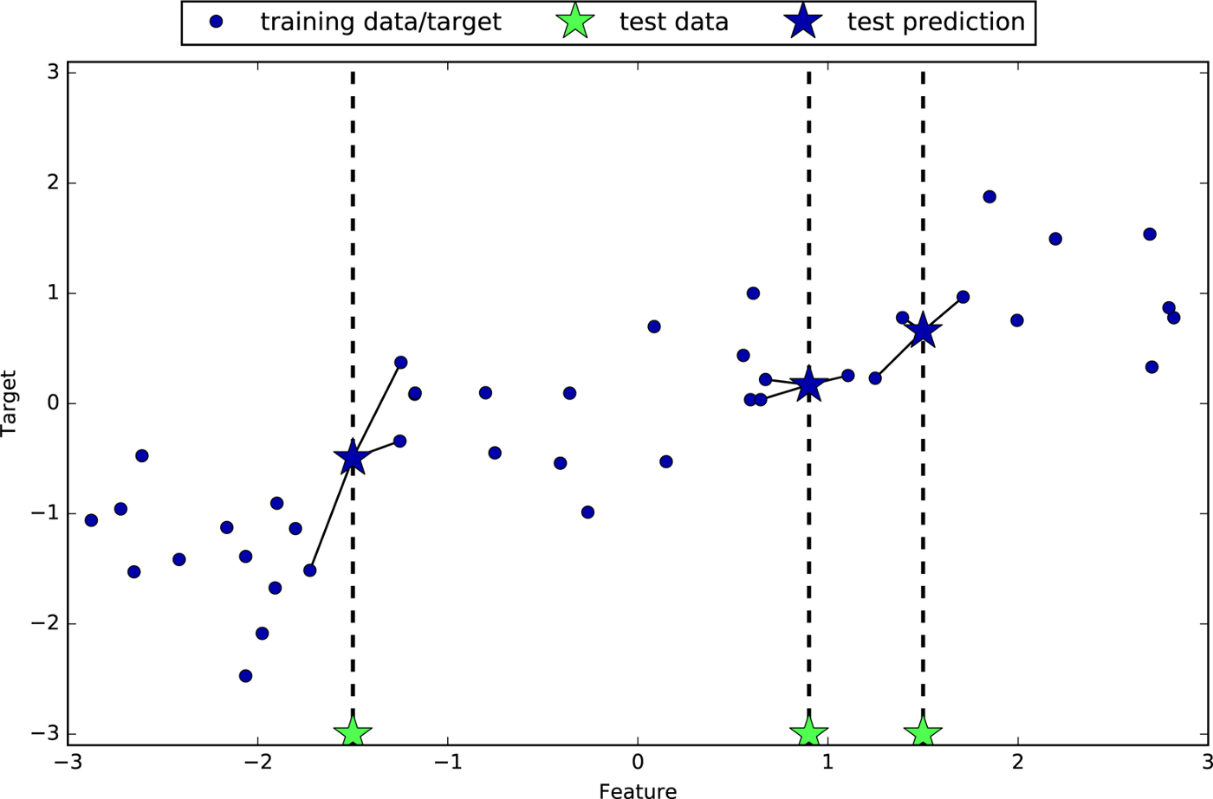 training data/target test data test prediction
3
2
1
0
−1
−2
−3
Target
−3 −2 −1 0 1 2 3
Feature